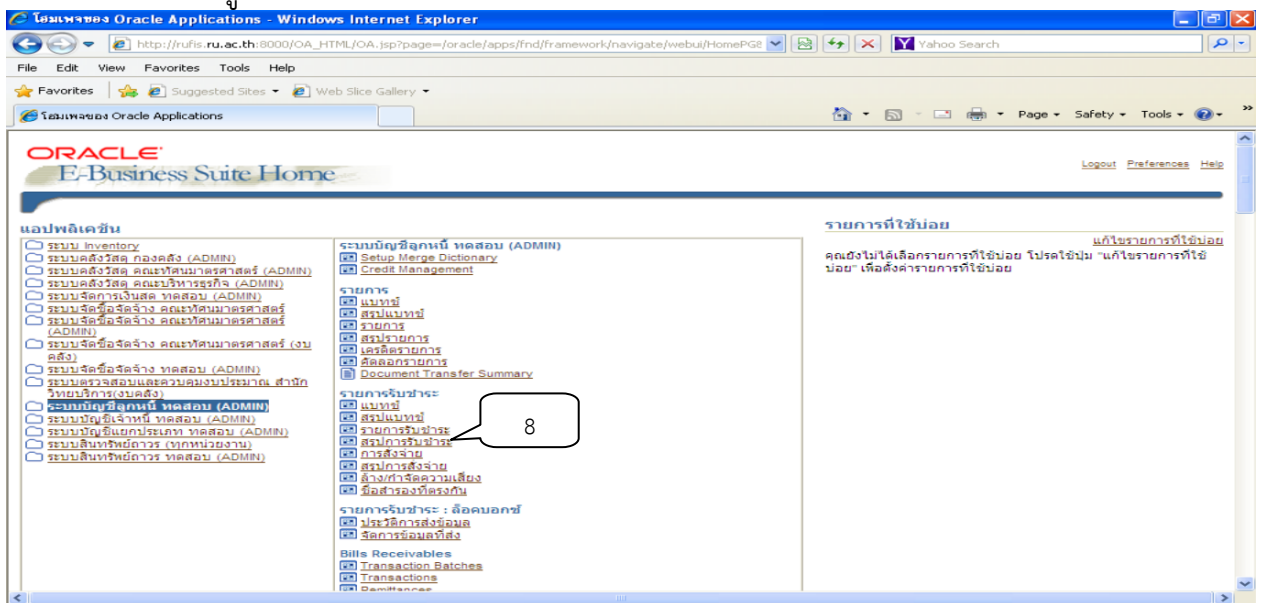 โฮมเพจของ Oracle Applications - Windows Internet Explorer
http://rufis.ru.ac.th:8000/OA_HTML/OA.jsp?page=/oracle/apps/fnd/framework/navigate/webui/HomePG&
Yahoo Search
File Edit View Favorites Tools Help
Favorites Suggested Sites Web Slice Gallery
โฮมเพจของ Oracle Applications
Page Safety Tools
ORACLE
E-Business Suite Home
Logout Preferences Help
แอปพลิเคชัน
ระบบ Inventory
ระบบคลังวัสดุ กองคลัง (ADMIN)
ระบบคลังวัสดุ คณะทัศนมาตรศาสตร์ (ADMIN)
ระบบคลังวัสดุ คณะบริหารธุรกิจ (ADMIN)
ระบบจัดการเงินสด ทดสอบ (ADMIN)
ระบบจัดซื้อจัดจ้าง คณะทัศนมาตรศาสตร์
ระบบจัดซื้อจัดจ้าง คณะทัศนมาตรศาสตร์
(ADMIN)
ระบบจัดซื้อจัดจ้าง คณะทัศนมาตรศาสตร์ (งบ
คลัง)
ระบบจัดซื้อจัดจ้าง ทดสอบ (ADMIN)
ระบบตรวจสอบและควบคุมงบประมาณ สำนัก
วิทยบริการ(งบคลัง)
ระบบบัญชีลูกหนี้ ทดสอบ (ADMIN)
ระบบบัญชีเจ้าหนี้ ทดสอบ (ADMIN)
ระบบบัญชีแยกประเภท ทดสอบ (ADMIN)
ระบบสินทรัพย์ถาวร (ทุกหน่วยงาน)
ระบบสินทรัพย์ถาวร ทดสอบ (ADMIN)
ระบบบัญชีลูกหนี้ ทดสอบ (ADMIN)
Setup Merge Dictionary
Credit Management
รายการ
แบทช์
สรุปแบทช์
รายการ
สรุปรายการ
เครดิตรายการ
คัดลอกรายการ
Document Transfer Summary
รายการรับชำระ
แบทช์
สรุปแบทช์
รายการรับชำระ
สรุปการรับชำระ
การสั่งจ่าย
สรุปการสั่งจ่าย
ล้าง/กำจัดความเสี่ยง
ชื่อสำรองที่ตรงกัน
8
รายการรับชำระ : ล็อคบอกซ์
ประวัติการส่งข้อมูล
จัดการข้อมูลที่ส่ง
Bills Receivables
Transaction Batches
Transactions
Remittances
รายการที่ใช้บ่อย
แก้ไขรายการที่ใช้บ่อย
คุณยังไม่ได้เลือกรายการที่ใช้บ่อย โปรดใช้ปุ่ม "แก้ไขรายการที่ใช้
บ่อย" เพื่อตั้งค่ารายการที่ใช้บ่อย